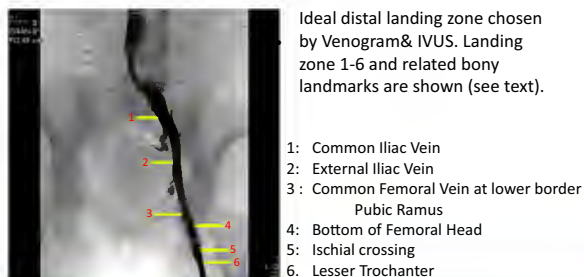 Ideal distal landing zone chosen
by Venogram& IVUS. Landing
zone 1-6 and related bony
landmarks are shown (see text).
1
2
3
4
5
6
1: Common Iliac Vein
2: External Iliac Vein
3 : Common Femoral Vein at lower border
Pubic Ramus
4: Bottom of Femoral Head
5: Ischial crossing
6. Lesser Trochanter